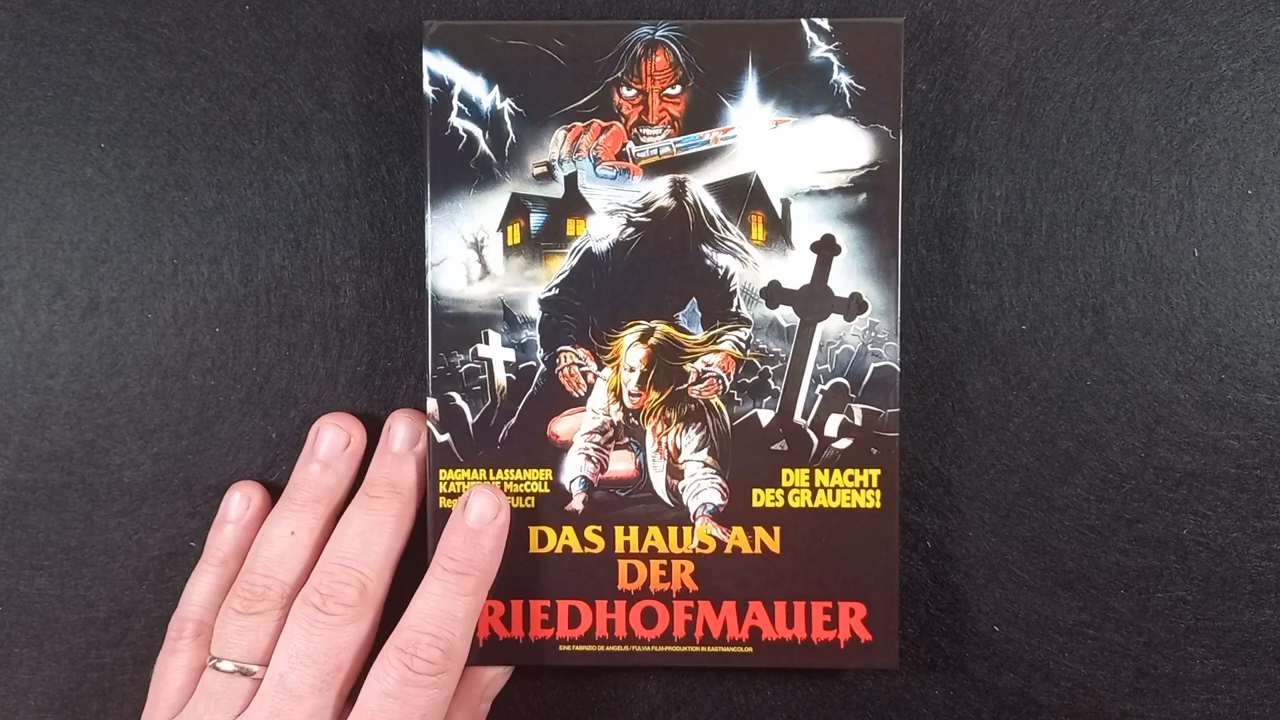 DAGMAR LASSANDER
MacCOLL
DIE NACHT
DES GRAUENS!
DAS HAUS AN
DER
RIEDHOFMAUER
EINE FABRIZIO DE ANGELIS / FULVIA FILM-PRODUKTION IN EASTMANCOLOR